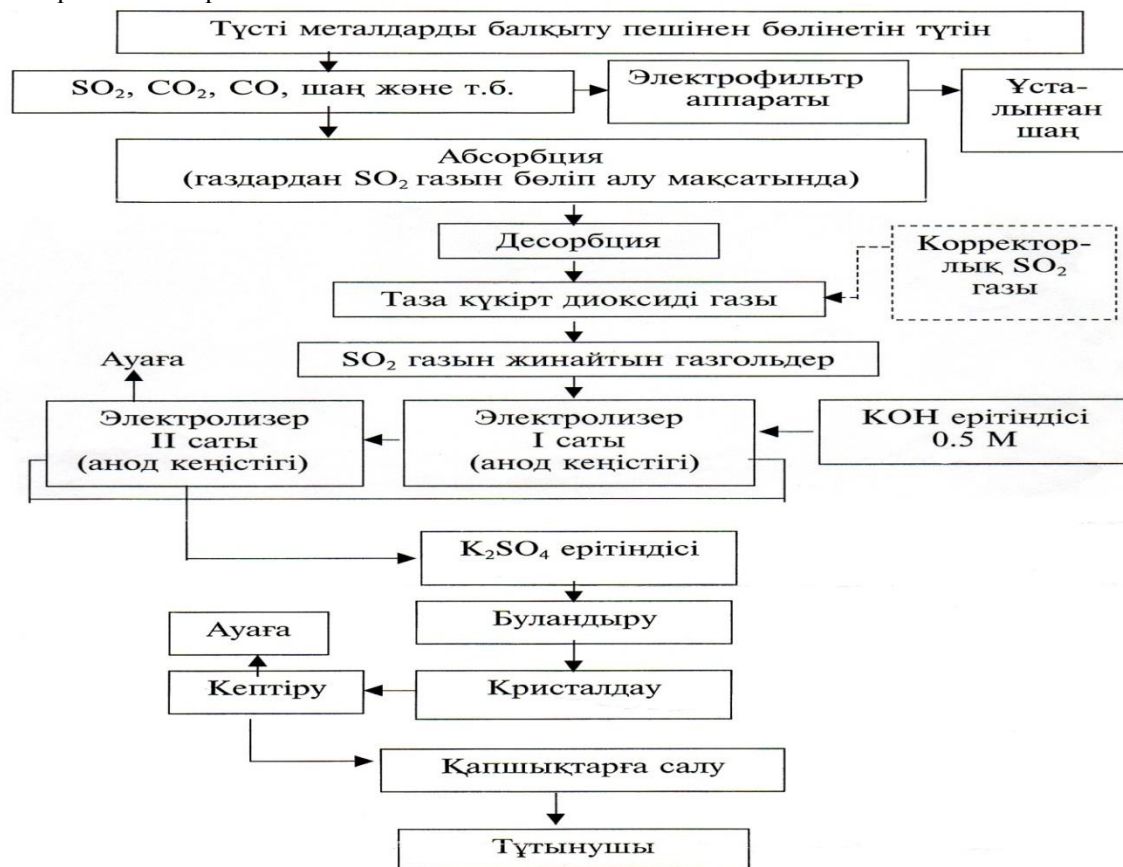 Түсті металдарды балқыту пешінен бөлінетін түтін
SO₂, CO₂, CO, шаң және т.б.
Электрофильтр
аппараты
Ұста-
лынған
шаң
Абсорбция
(газдардан SO₂ газын бөліп алу мақсатында)
Десорбция
Корректор-
лық SO₂
газы
Таза күкірт диоксиді газы
SO₂ газын жинайтын газгольдер
Ауаға
Электролизер
II саты
(анод кеңістігі)
Электролизер
I саты
(анод кеңістігі)
КОН ерітіндісі
0.5 М
K₂SO₄ ерітіндісі
Буландыру
Ауаға
Кептіру
Кристалдау
Қапшықтарға салу
Тұтынушы